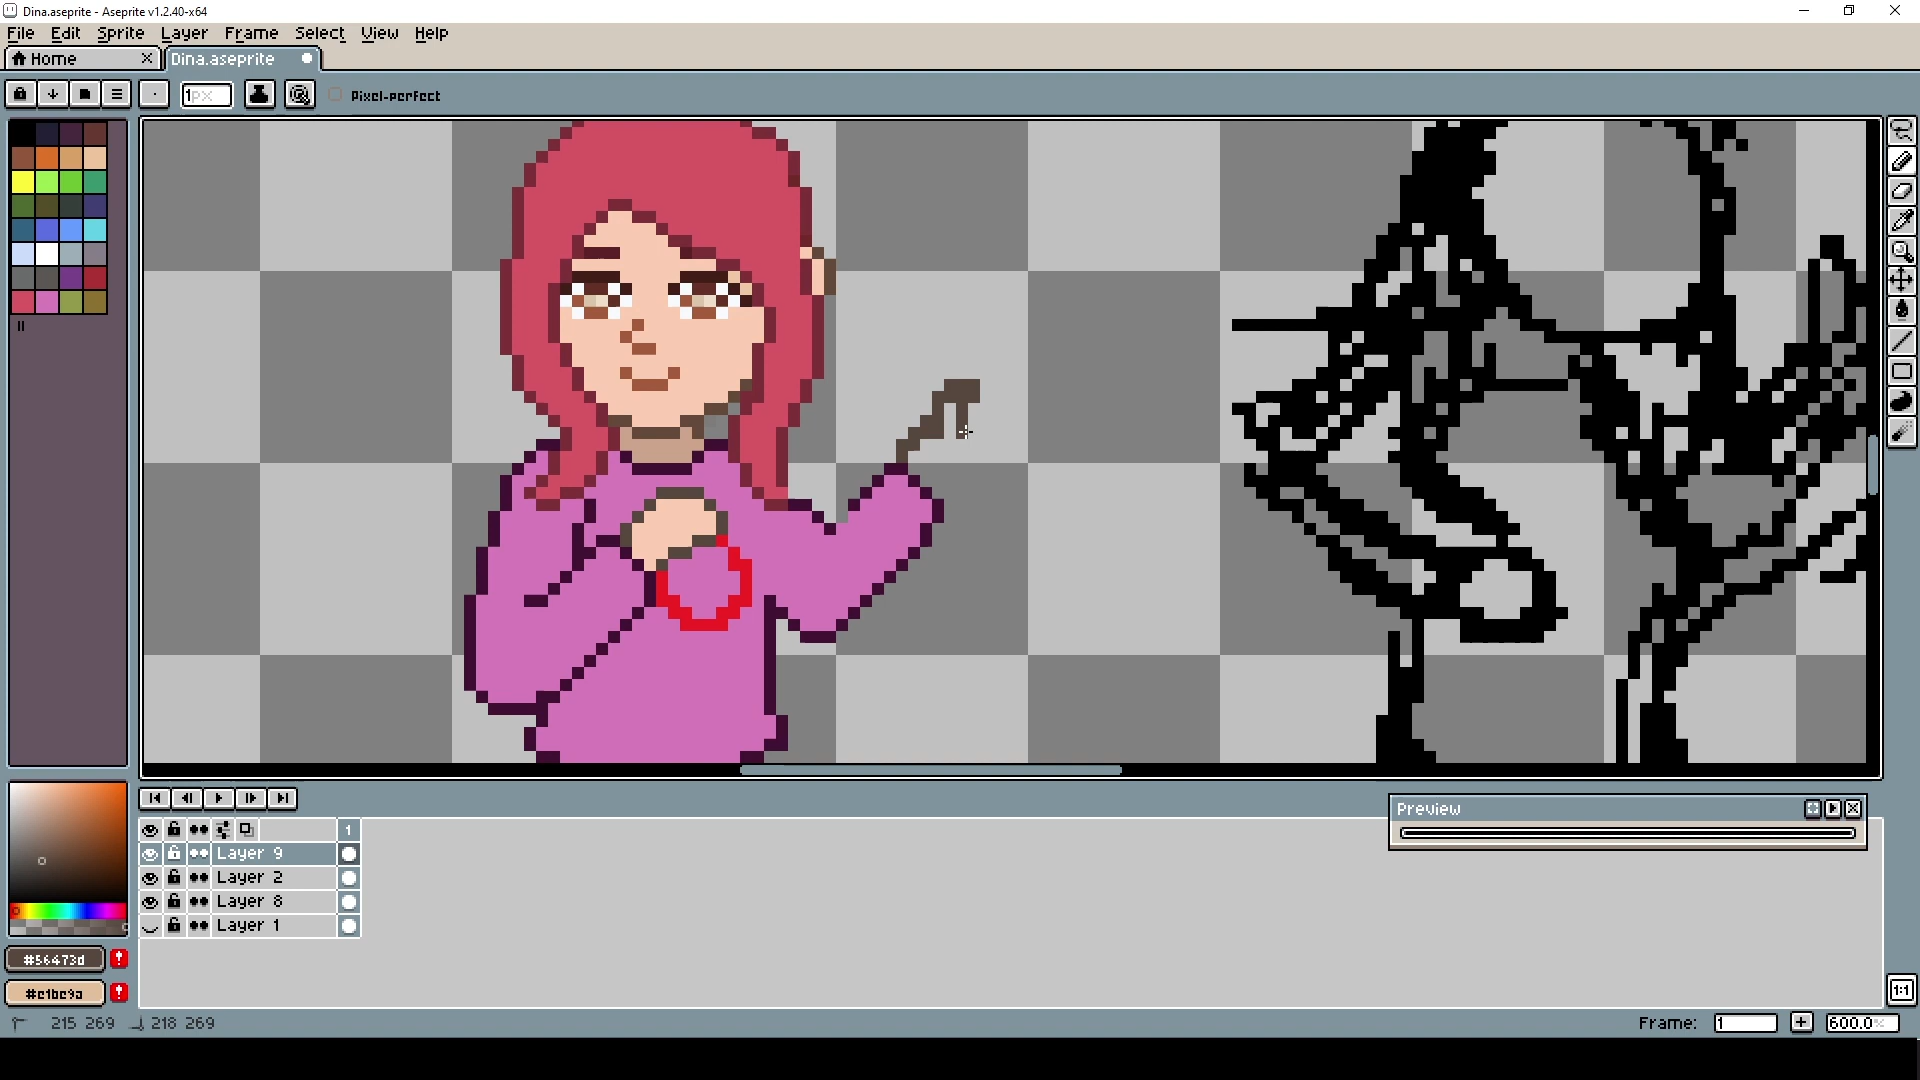 Dina.aseprite - Aseprite v1.2.40-x64
File Edit Sprite Layer Frame Select View Help
Home Dina.aseprite
1px Pixel-perfect
Preview
1
Layer 9
Layer 2
Layer 8
Layer 1
#56473d
#e1bc9a
1:1
215 269 218 269
Frame: 1 600.0%